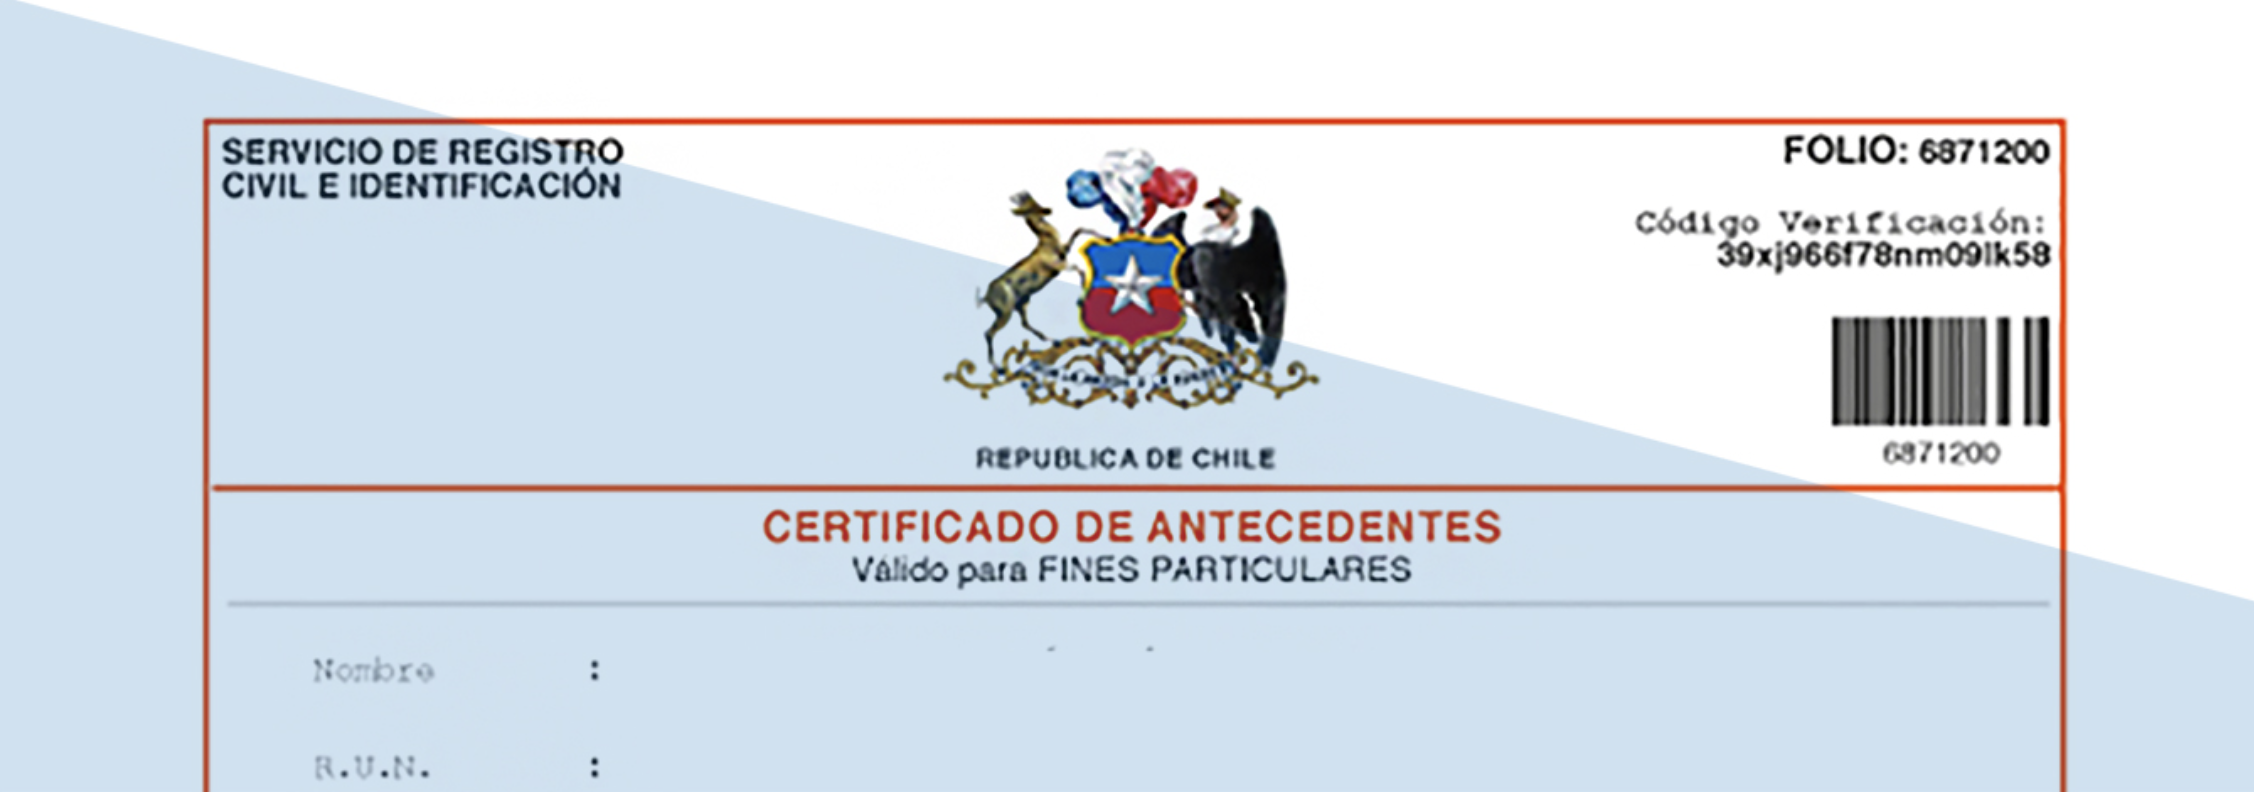 SERVICIO DE REGISTRO
CIVIL E IDENTIFICACIÓN
FOLIO: 6871200
Código Verificación:
39xj966f78nm09lk58
6871200
REPUBLICA DE CHILE
CERTIFICADO DE ANTECEDENTES
Válido para FINES PARTICULARES
Nombre :
R.U.N. :